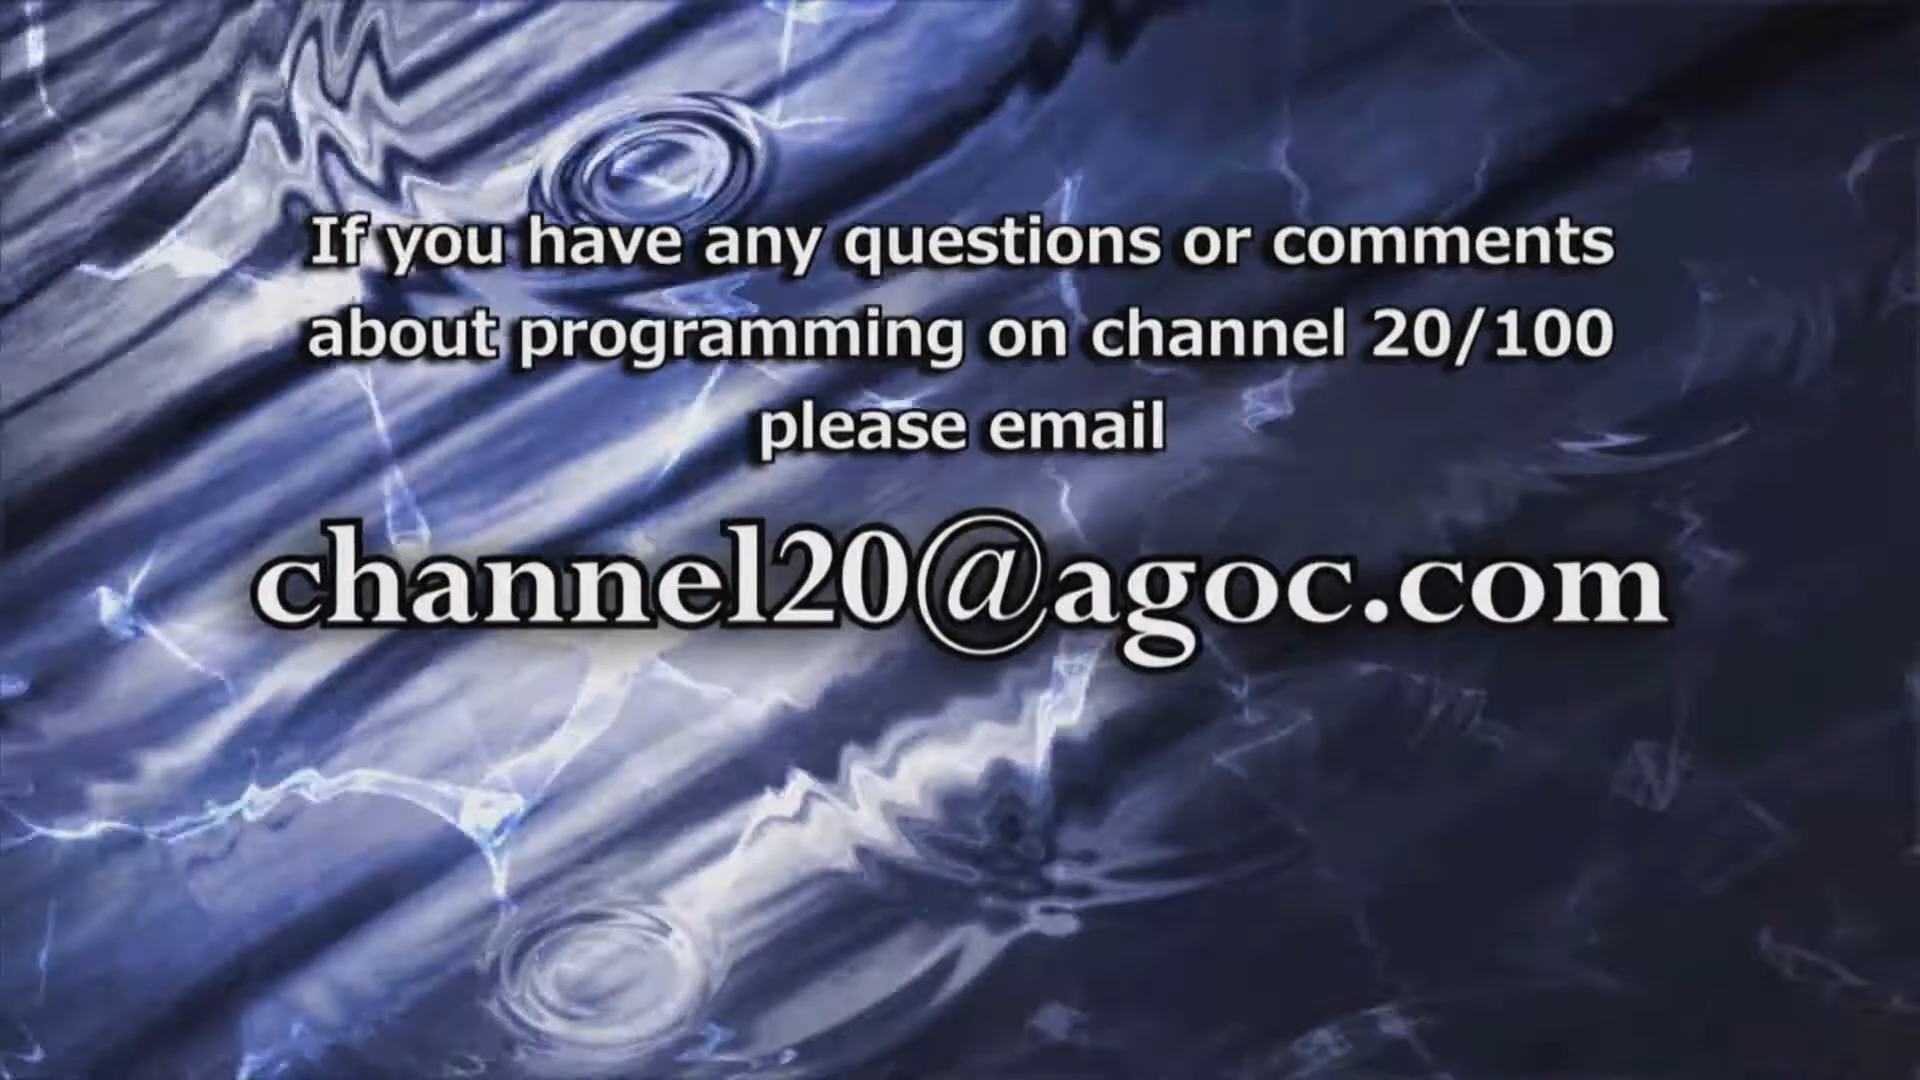 If you have any questions or comments
about programming on channel 20/100
please email
channel20@agoc.com